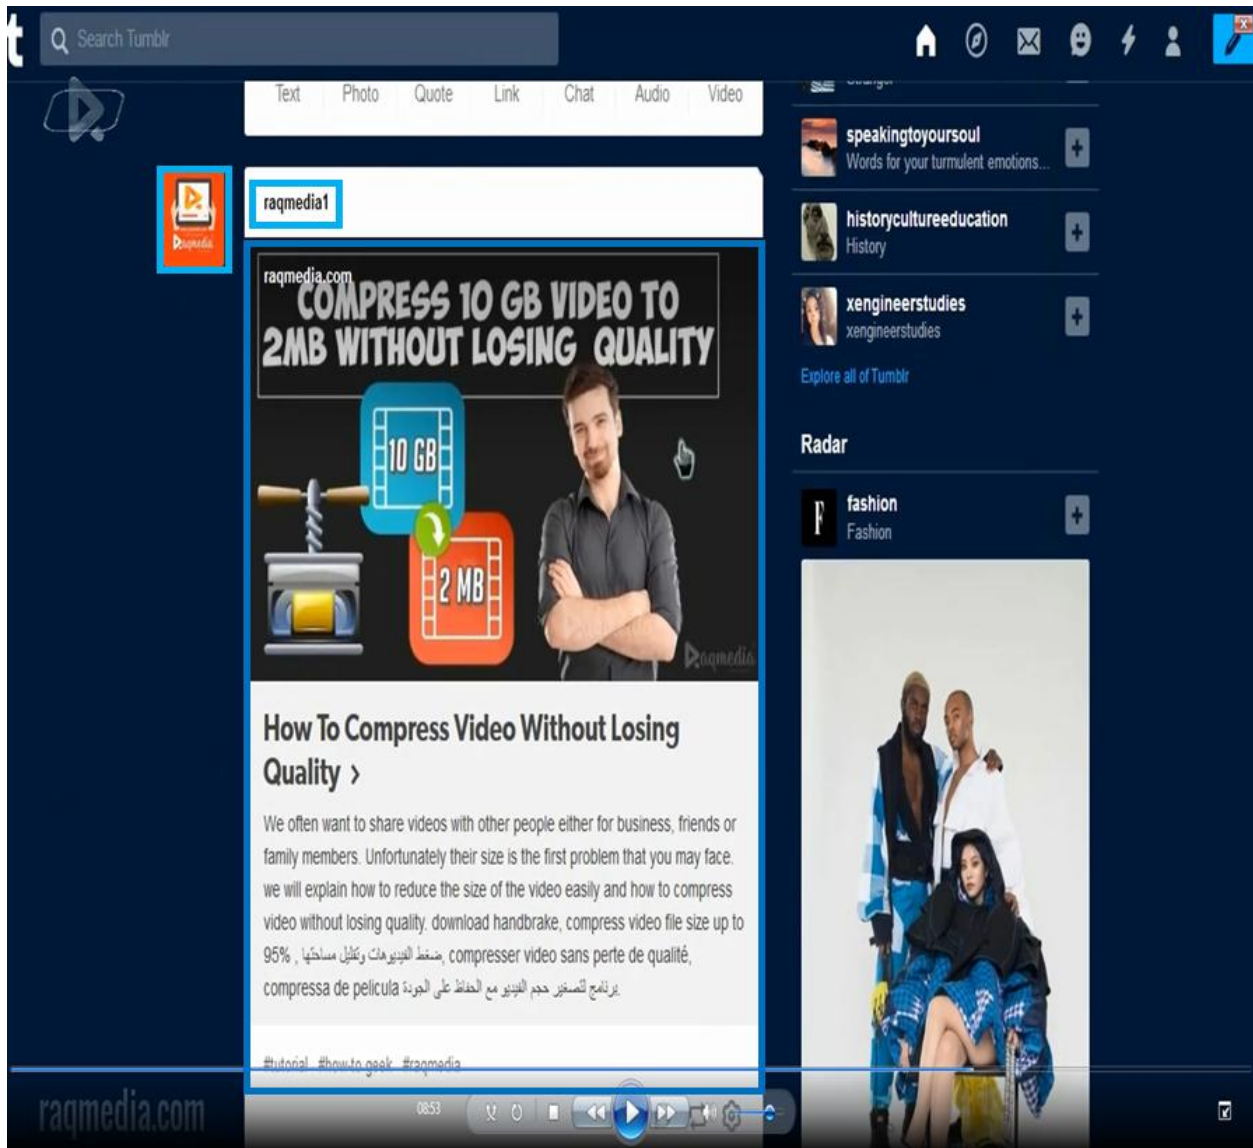 t
Search Tumblr
Text Photo Quote Link Chat Audio Video
Raqmedia
raqmedia1
raqmedia.com
COMPRESS 10 GB VIDEO TO
2MB WITHOUT LOSING QUALITY
10 GB
2 MB
Raqmedia
How To Compress Video Without Losing
Quality >
We often want to share videos with other people either for business, friends or
family members. Unfortunately their size is the first problem that you may face.
we will explain how to reduce the size of the video easily and how to compress
video without losing quality. download handbrake, compress video file size up to
95% , ضغط الفيديوهات وتقليل مساحتها, compresser video sans perte de qualité,
compressa de pelicula برنامج لتصغير حجم الفيديو مع الحفاظ على الجودة.
#tutorial #how-to geek #raqmedia
speakingtoyoursoul
Words for your turmulent emotions...
historycultureeducation
History
xengineerstudies
xengineerstudies
Explore all of Tumblr
Radar
F
fashion
Fashion
raqmedia.com
08:53